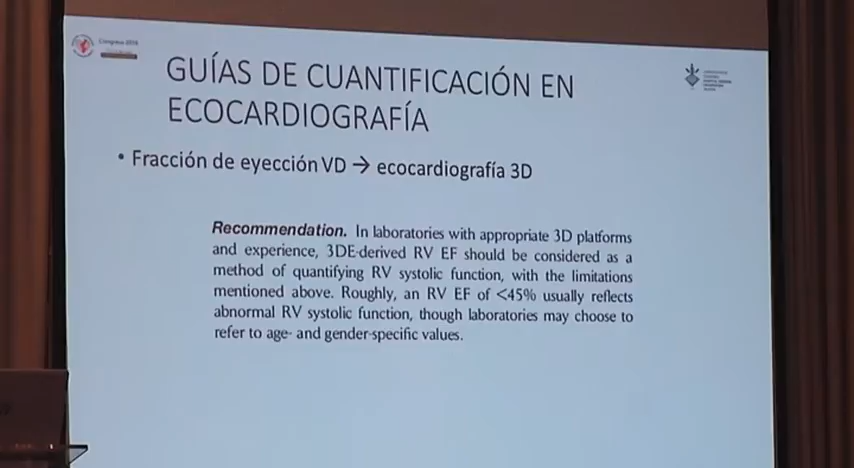 Congreso 2019
GUÍAS DE CUANTIFICACIÓN EN
ECOCARDIOGRAFÍA
• Fracción de eyección VD → ecocardiografía 3D
Recommendation. In laboratories with appropriate 3D platforms
and experience, 3DE-derived RV EF should be considered as a
method of quantifying RV systolic function, with the limitations
mentioned above. Roughly, an RV EF of <45% usually reflects
abnormal RV systolic function, though laboratories may choose to
refer to age- and gender-specific values.